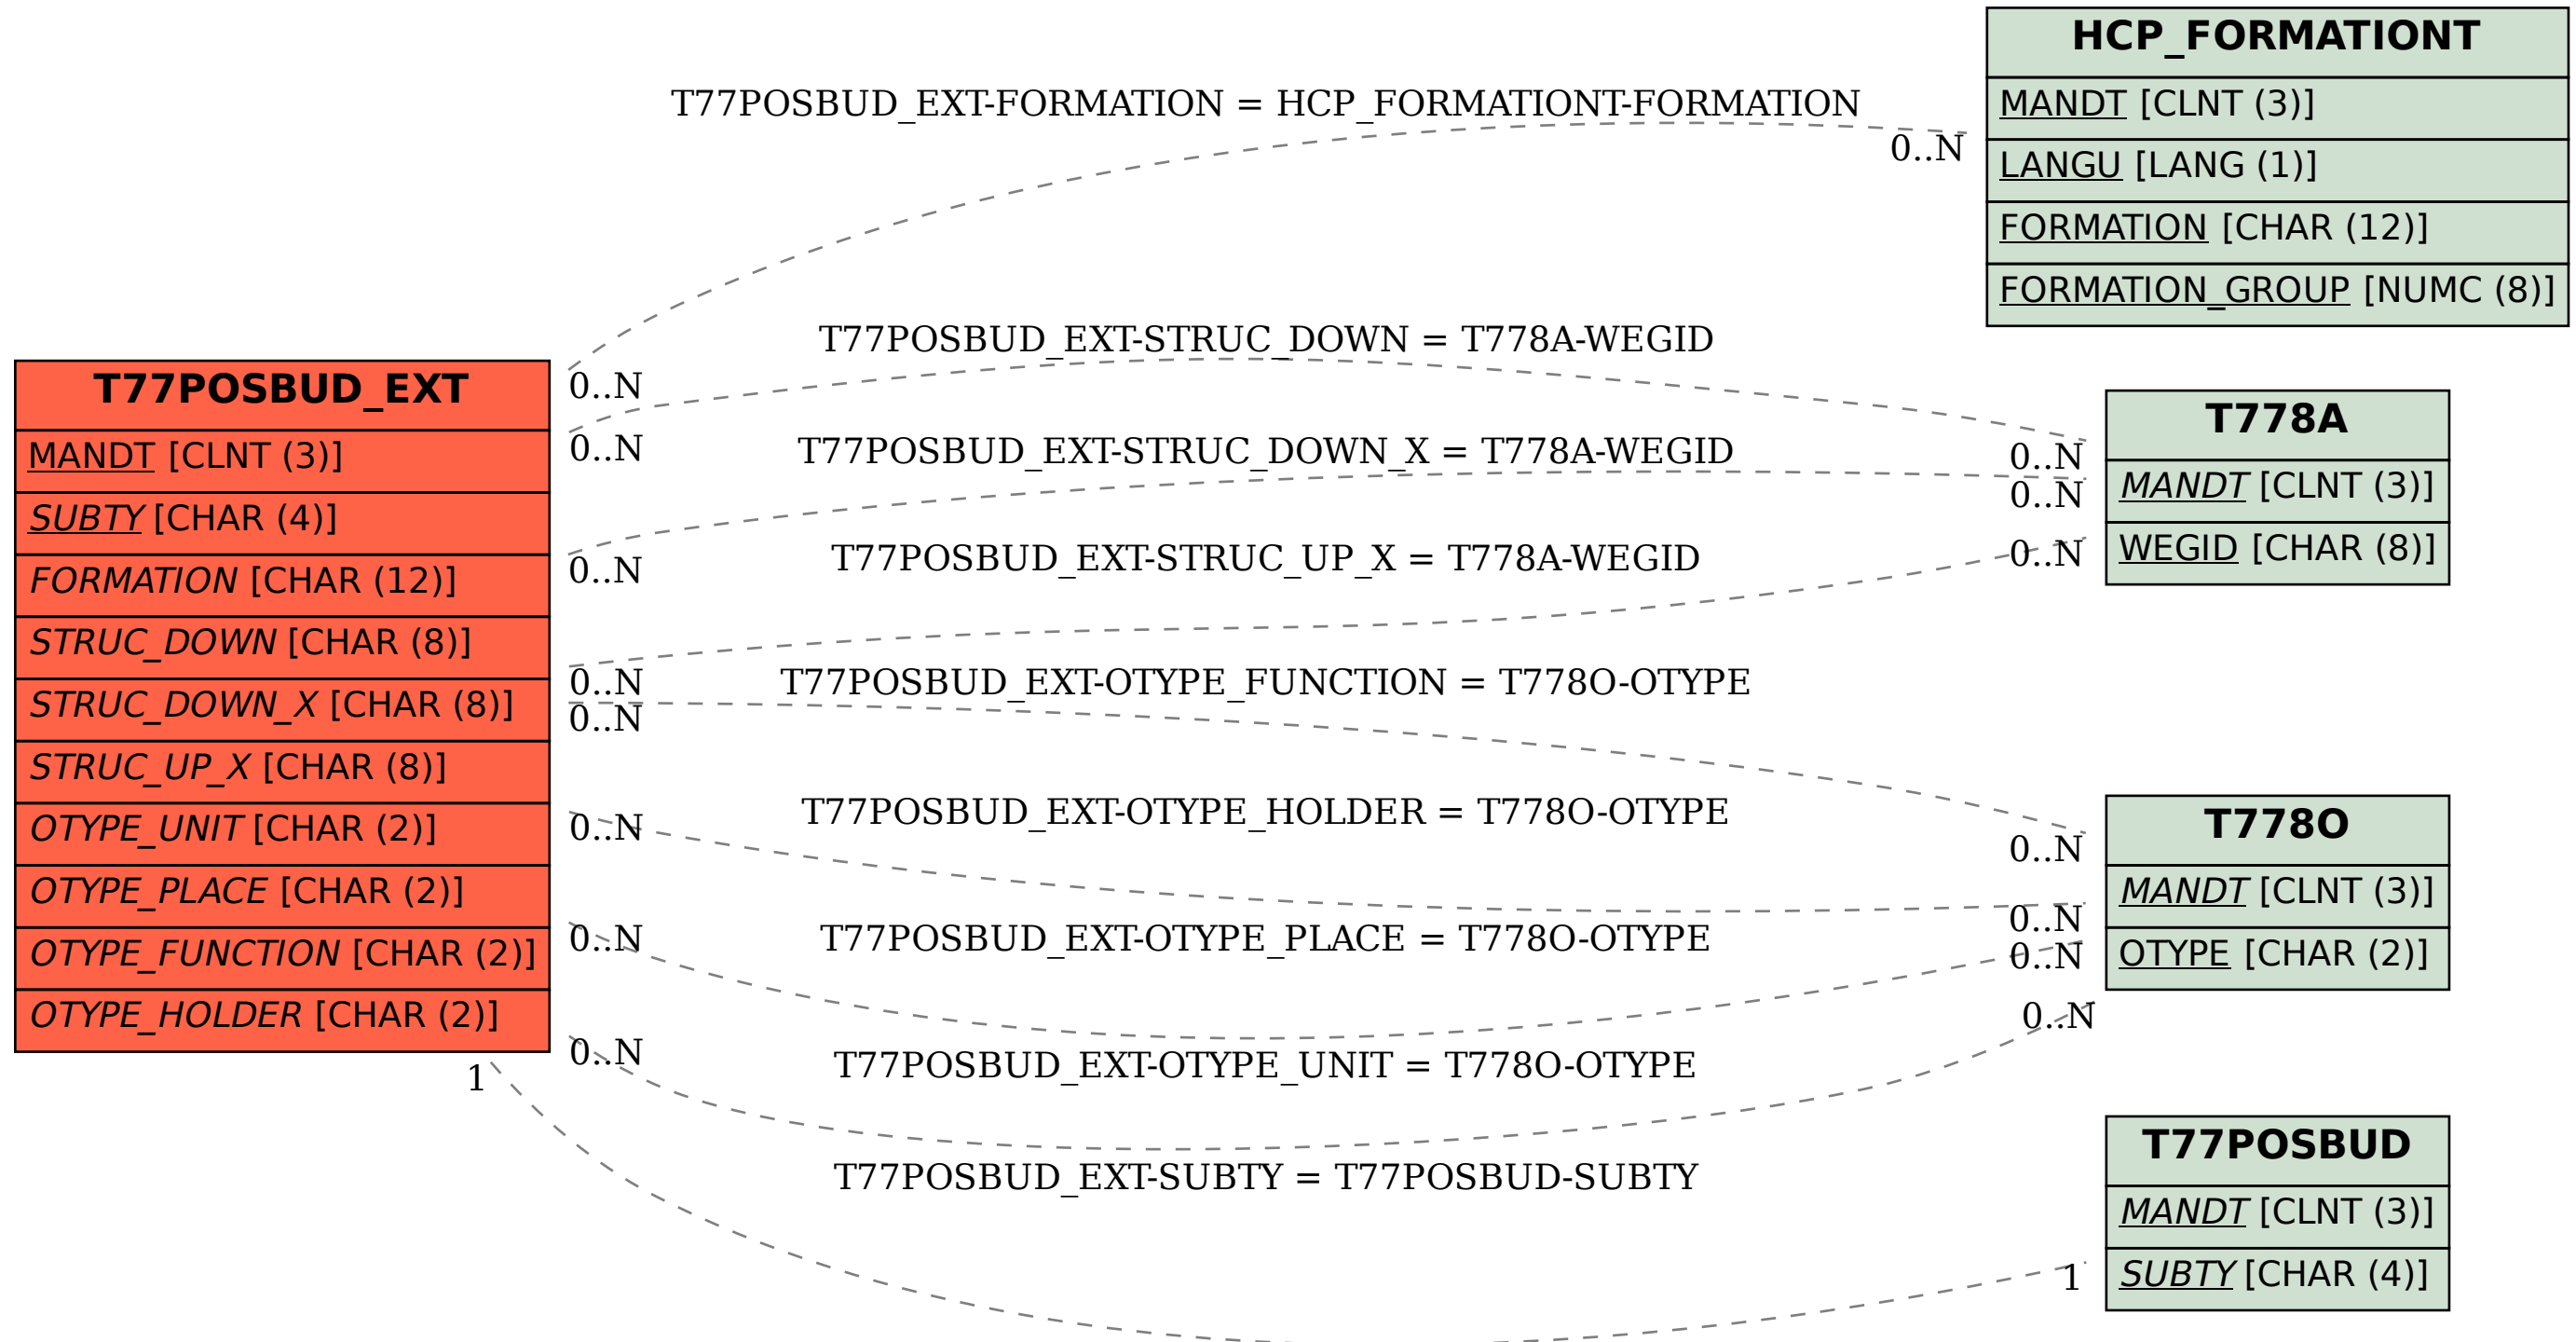 HCP_FORMATIONT
MANDT [CLNT (3)]
LANGU [LANG (1)]
FORMATION [CHAR (12)]
FORMATION_GROUP [NUMC (8)]
T77POSBUD_EXT-FORMATION = HCP_FORMATIONT-FORMATION
0..N
0..N
T77POSBUD_EXT
MANDT [CLNT (3)]
SUBTY [CHAR (4)]
FORMATION [CHAR (12)]
STRUC_DOWN [CHAR (8)]
STRUC_DOWN_X [CHAR (8)]
STRUC_UP_X [CHAR (8)]
OTYPE_UNIT [CHAR (2)]
OTYPE_PLACE [CHAR (2)]
OTYPE_FUNCTION [CHAR (2)]
OTYPE_HOLDER [CHAR (2)]
T77POSBUD_EXT-STRUC_DOWN = T778A-WEGID
0..N
0..N
T77POSBUD_EXT-STRUC_DOWN_X = T778A-WEGID
0..N
0..N
T77POSBUD_EXT-STRUC_UP_X = T778A-WEGID
0..N
0..N
T778A
MANDT [CLNT (3)]
WEGID [CHAR (8)]
T77POSBUD_EXT-OTYPE_FUNCTION = T778O-OTYPE
0..N
0..N
T77POSBUD_EXT-OTYPE_HOLDER = T778O-OTYPE
0..N
0..N
T77POSBUD_EXT-OTYPE_PLACE = T778O-OTYPE
0..N
0..N
T77POSBUD_EXT-OTYPE_UNIT = T778O-OTYPE
0..N
0..N
T778O
MANDT [CLNT (3)]
OTYPE [CHAR (2)]
T77POSBUD_EXT-SUBTY = T77POSBUD-SUBTY
1
1
T77POSBUD
MANDT [CLNT (3)]
SUBTY [CHAR (4)]